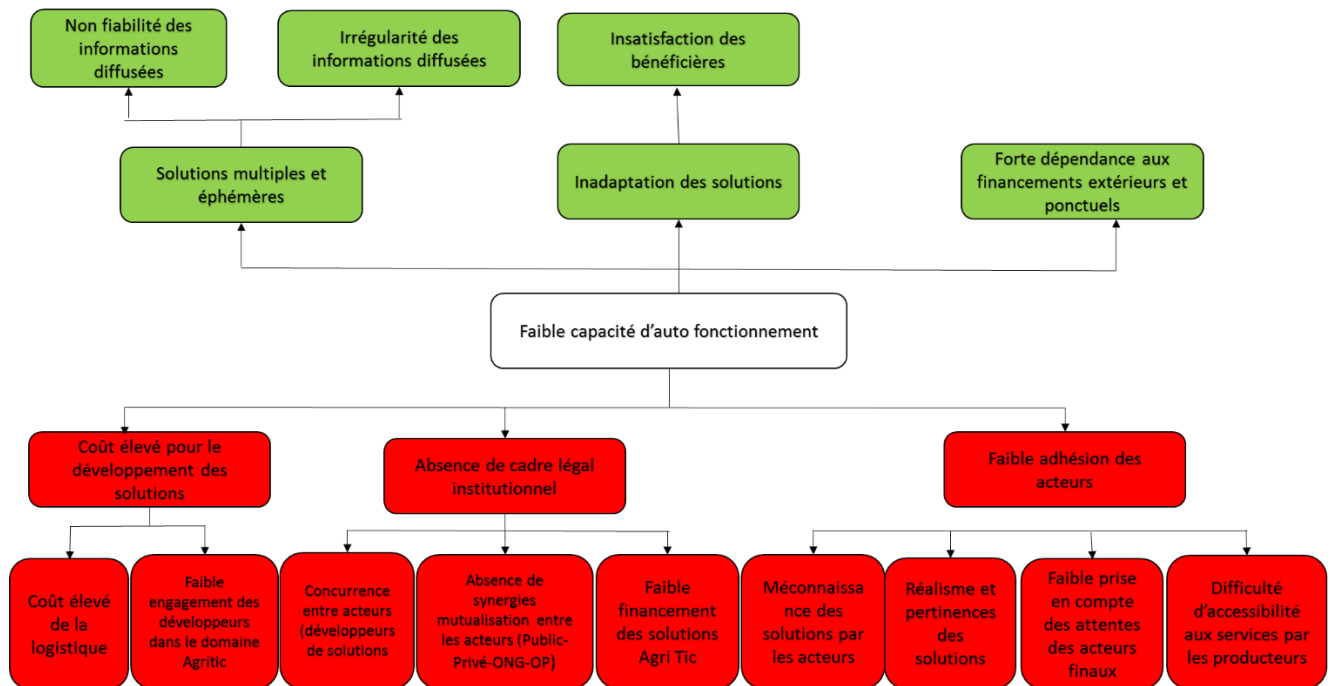 Non fiabilité des
informations
diffusées
Irrégularité des
informations diffusées
Insatisfaction des
bénéficières
Solutions multiples et
éphémères
Inadaptation des solutions
Forte dépendance aux
financements extérieurs et
ponctuels
Faible capacité d'auto fonctionnement
Coût élevé pour le
développement des
solutions
Absence de cadre légal
institutionnel
Faible adhésion des
acteurs
Coût élevé
de la
logistique
Faible
engagement des
développeurs
dans le domaine
Agritic
Concurrence
entre acteurs
(développeurs
de solutions
Absence de
synergies
mutualisation entre
les acteurs (Public-
Privé-ONG-OP)
Faible
financement
des solutions
Agri Tic
Méconnaissa
nce des
solutions par
les acteurs
Réalisme et
pertinences
des
solutions
Faible prise
en compte
des attentes
des acteurs
finaux
Difficulté
d'accessibilité
aux services par
les producteurs